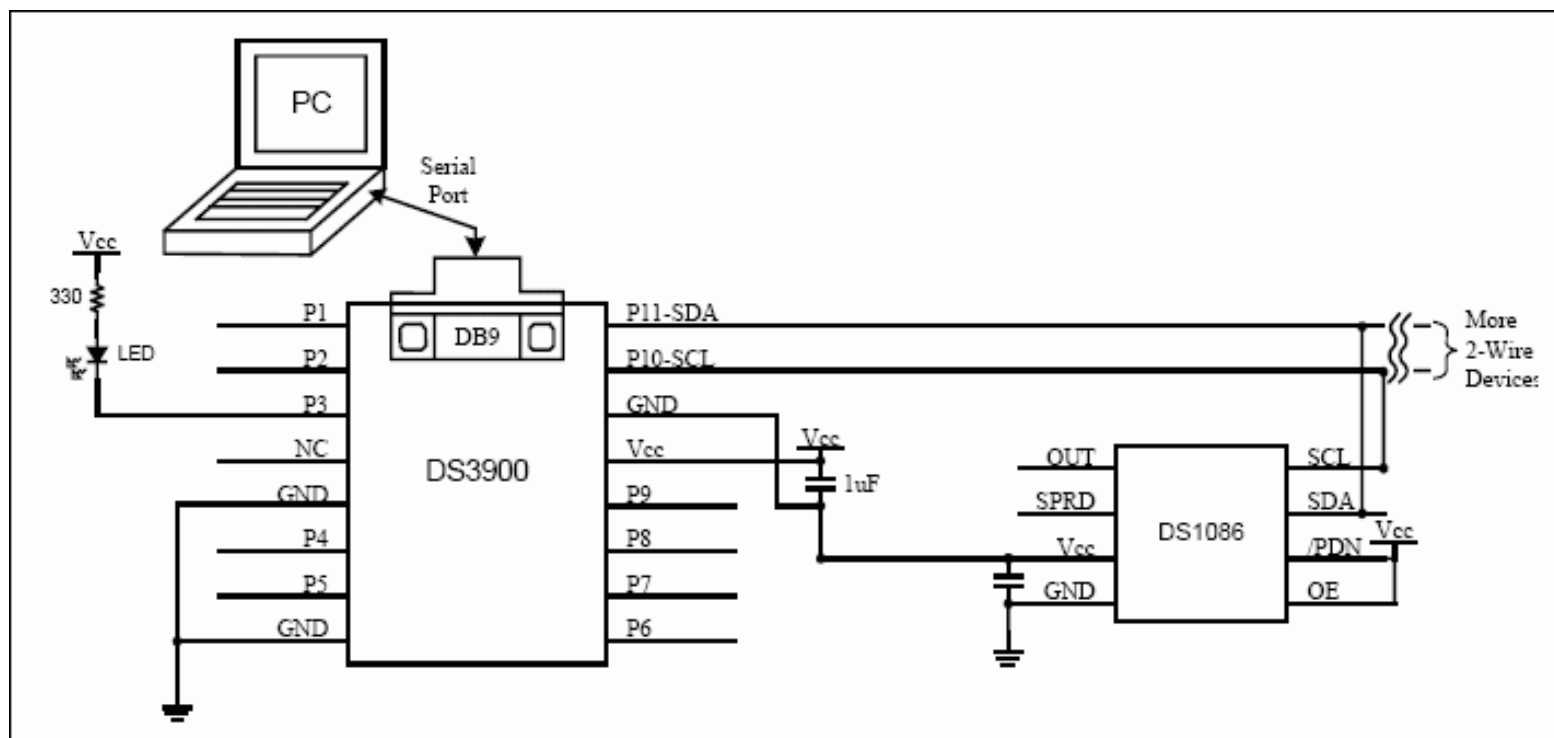 PC
Serial
Port
Vcc
330
LED
DB9
DS3900
P1
P2
P3
NC
GND
P4
P5
GND
P11-SDA
P10-SCL
GND
Vcc
P9
P8
P7
P6
Vcc
1uF
More
2-Wire
Devices
DS1086
OUT
SPRD
Vcc
GND
SCL
SDA
/PDN
OE
Vcc